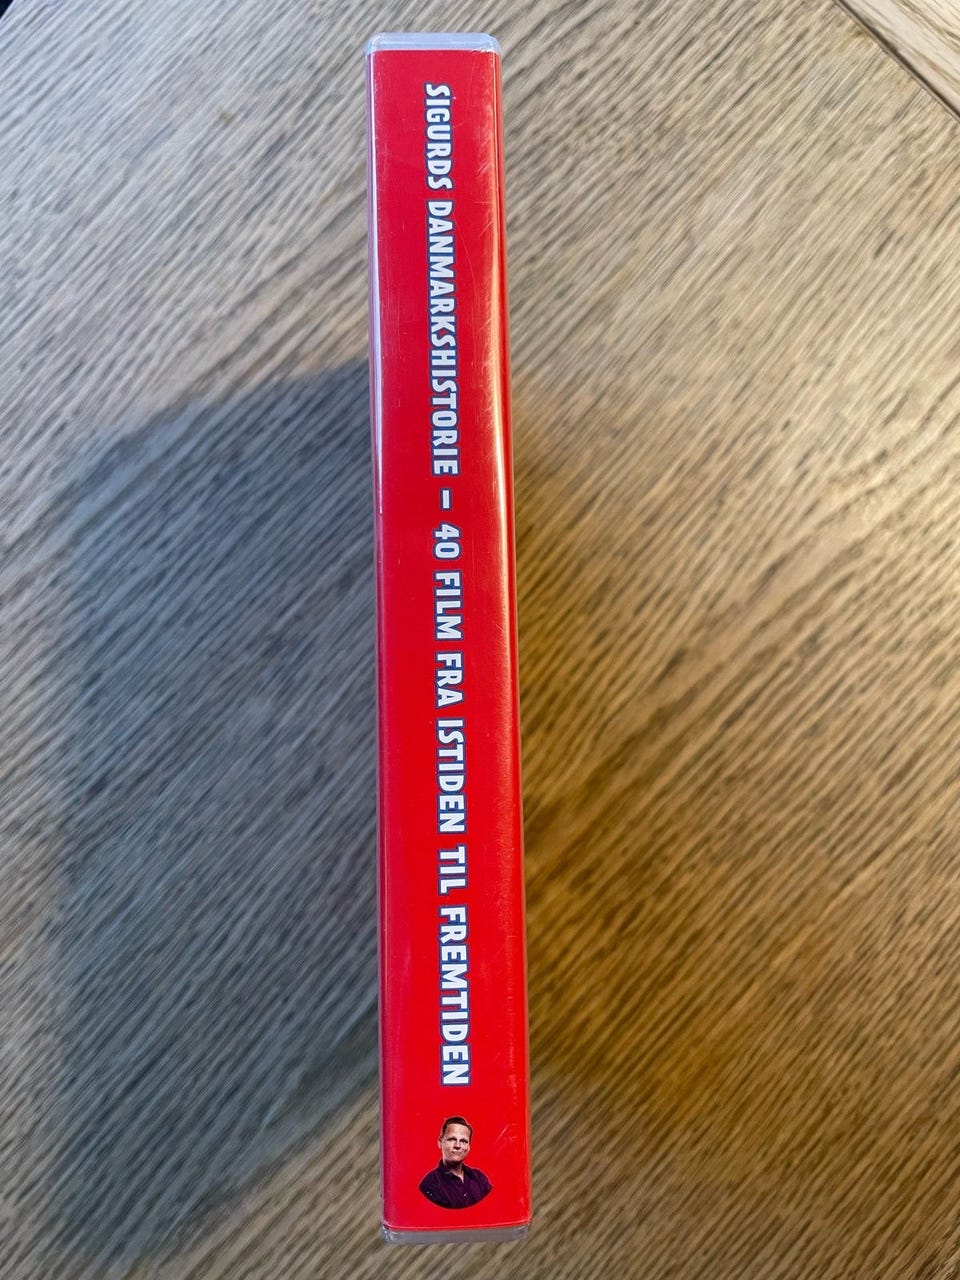 SIGURDS DANMARKSHISTORIE – 40 FILM FRA ISTIDEN TIL FREMTIDEN